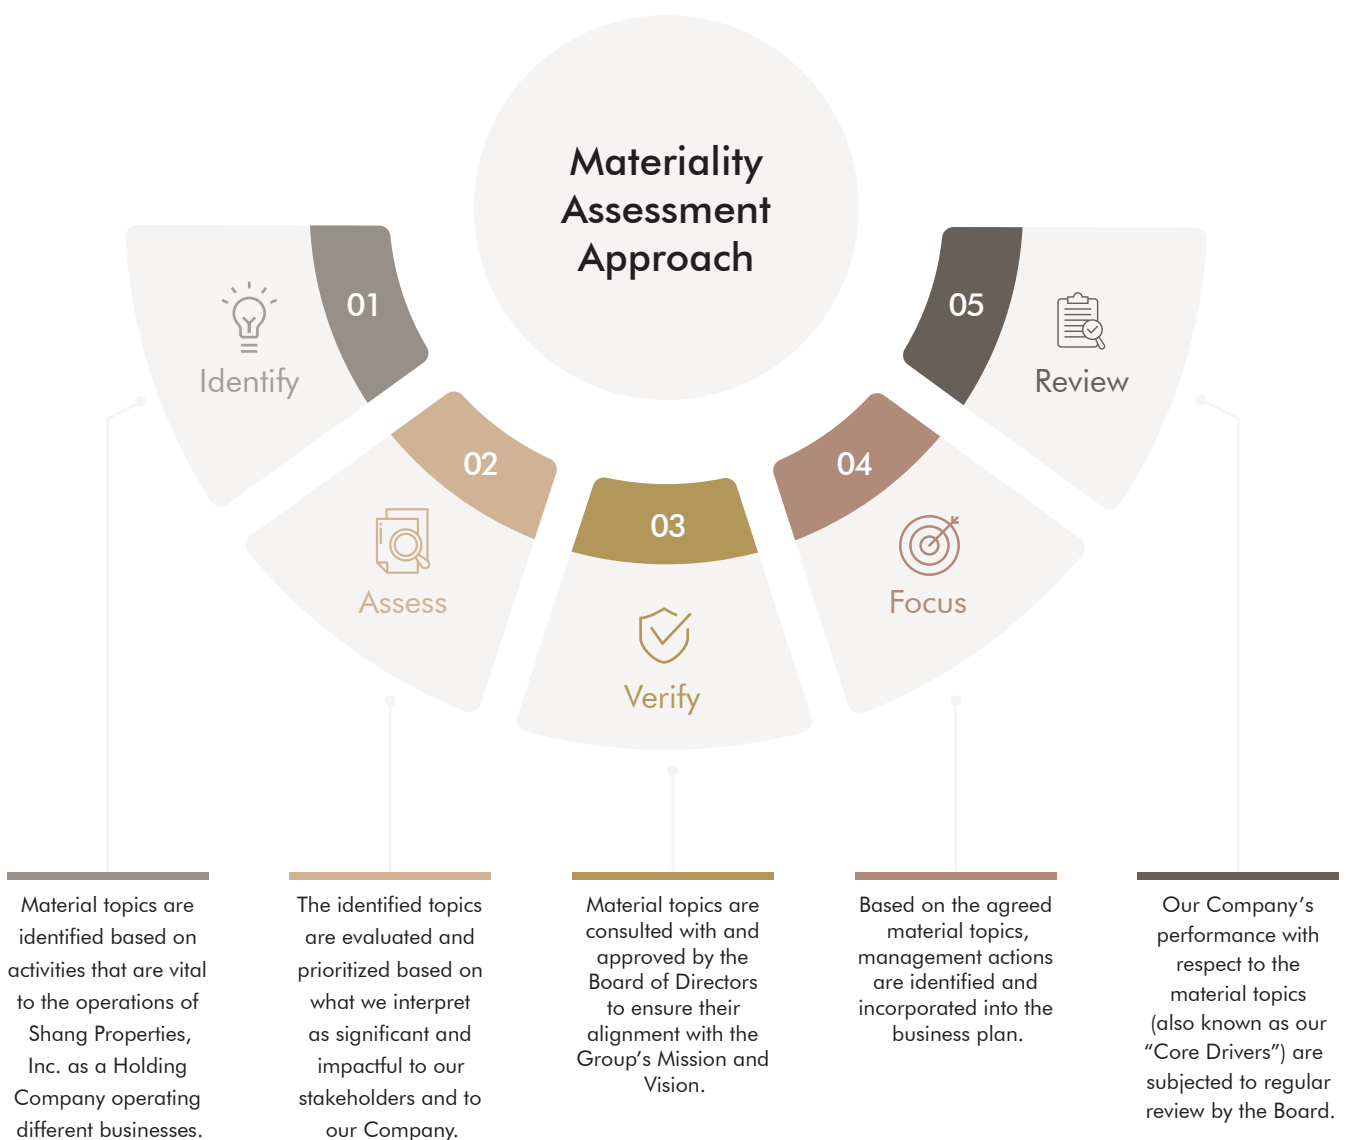 Materiality
Assessment
Approach
01
Identify
02
Assess
03
Verify
04
Focus
05
Review
Material topics are
identified based on
activities that are vital
to the operations of
Shang Properties,
Inc. as a Holding
Company operating
different businesses.
The identified topics
are evaluated and
prioritized based on
what we interpret
as significant and
impactful to our
stakeholders and to
our Company.
Material topics are
consulted with and
approved by the
Board of Directors
to ensure their
alignment with the
Group's Mission and
Vision.
Based on the agreed
material topics,
management actions
are identified and
incorporated into the
business plan.
Our Company's
performance with
respect to the
material topics
(also known as our
“Core Drivers”) are
subjected to regular
review by the Board.